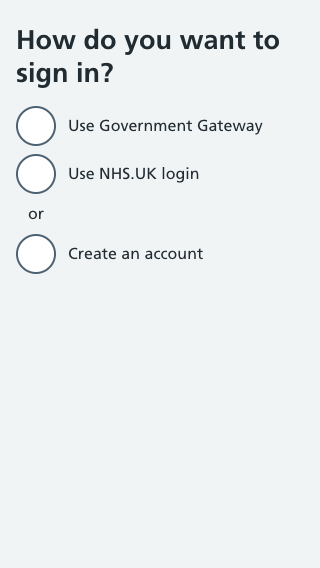 How do you want to
sign in?
Use Government Gateway
Use NHS.UK login
or
Create an account